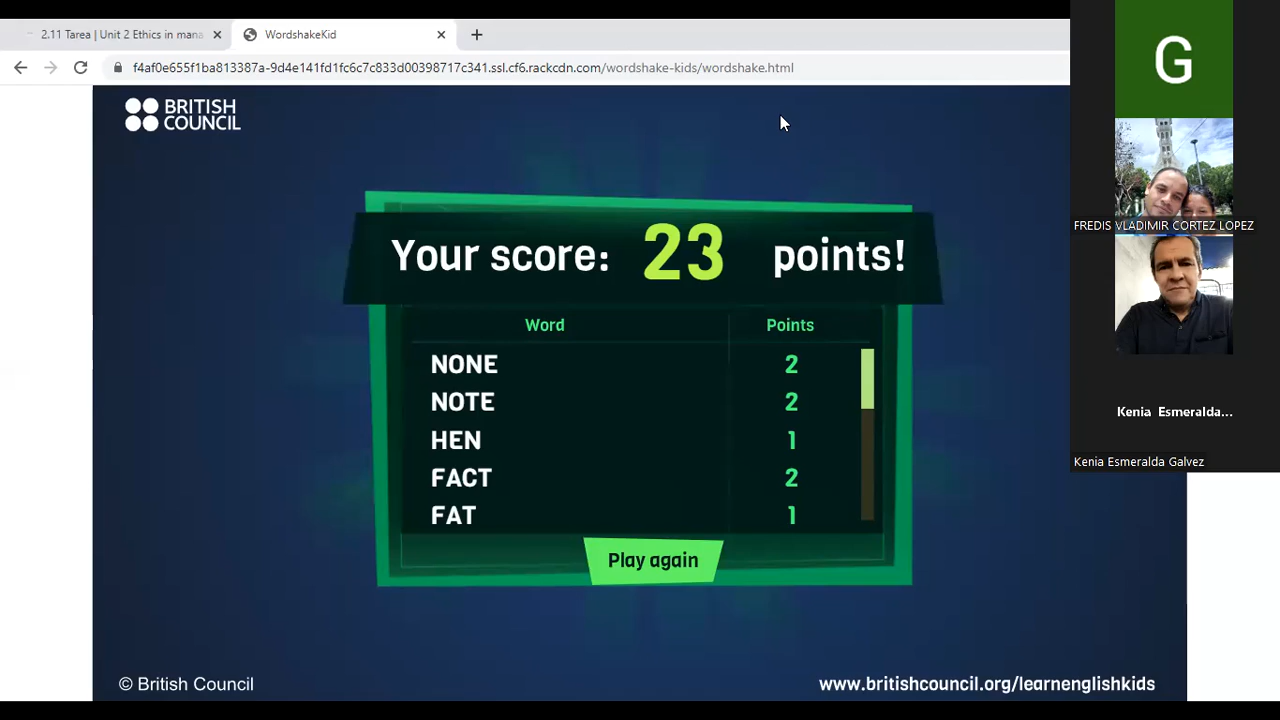 2.11 Tarea | Unit 2 Ethics in mana
WordshakeKid
f4af0e655f1ba813387a-9d4e141fd1fc6c7c833d00398717c341.ssl.cf6.rackcdn.com/wordshake-kids/wordshake.html
G
BRITISH
COUNCIL
FREDIS VLADIMIR CORTEZ LOPEZ
Your score: 23 points!
Word Points
NONE 2
NOTE 2
HEN 1
FACT 2
FAT 1
Play again
Kenia Esmeralda...
Kenia Esmeralda Galvez
© British Council
www.britishcouncil.org/learnenglishkids